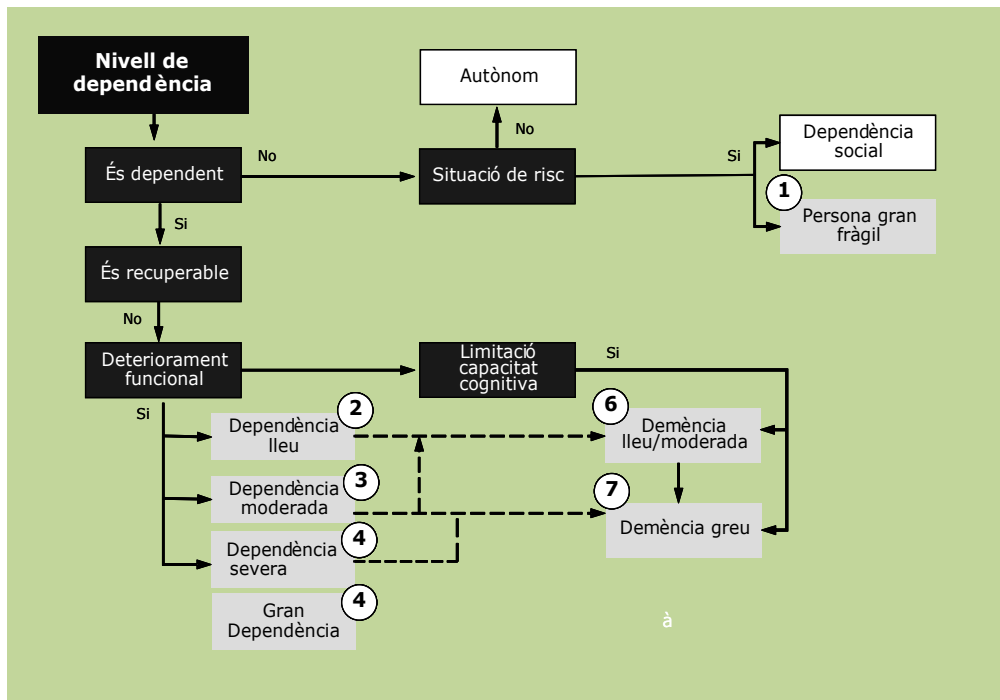 Nivell de
dependència
Autònom
No
Dependència
social
És dependent
No
Situació de risc
Si
1
Persona gran
fràgil
Si
És recuperable
No
Deteriorament
funcional
Limitació
capacitat
cognitiva
Si
Si
2
Dependència
lleu
6
Demència
lleu/moderada
3
Dependència
moderada
7
Demència greu
4
Dependència
severa
4
Gran
Dependència
à